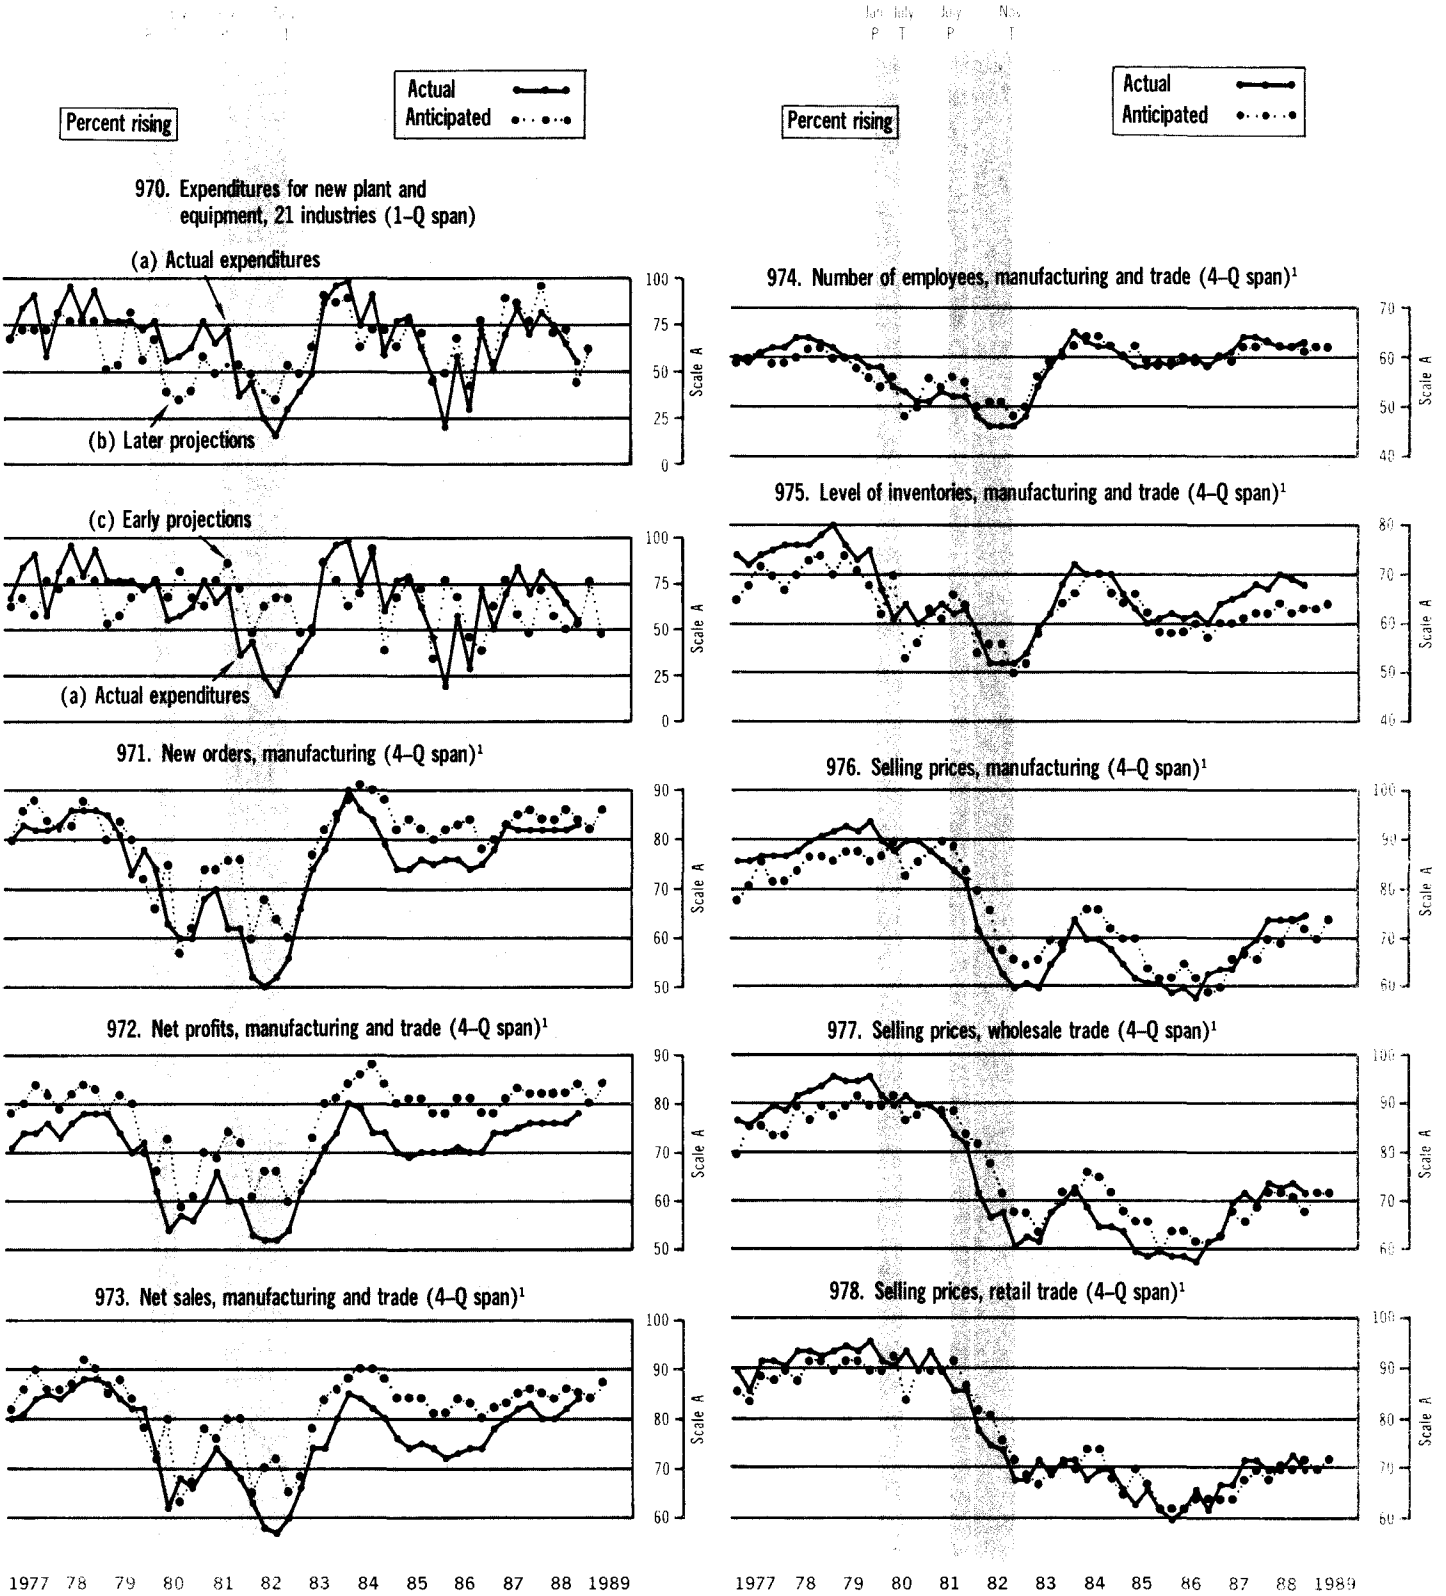 Jan July July Nov
P T P T
Actual
Anticipated
Percent rising
970. Expenditures for new plant and
equipment, 21 industries (1-Q span)
(a) Actual expenditures
100
75
50
25
0
Scale A
(b) Later projections
(c) Early projections
100
75
50
25
0
Scale A
(a) Actual expenditures
971. New orders, manufacturing (4-Q span)¹
90
80
70
60
50
Scale A
972. Net profits, manufacturing and trade (4-Q span)¹
90
80
70
60
50
Scale A
973. Net sales, manufacturing and trade (4-Q span)¹
100
90
80
70
60
Scale A
1977 78 79 80 81 82 83 84 85 86 87 88 1989
Actual
Anticipated
Percent rising
974. Number of employees, manufacturing and trade (4-Q span)¹
70
60
50
40
Scale A
975. Level of inventories, manufacturing and trade (4-Q span)¹
80
70
60
50
40
Scale A
976. Selling prices, manufacturing (4-Q span)¹
100
90
80
70
60
Scale A
977. Selling prices, wholesale trade (4-Q span)¹
100
90
80
70
60
Scale A
978. Selling prices, retail trade (4-Q span)¹
100
90
80
70
60
Scale A
1977 78 79 80 81 82 83 84 85 86 87 88 1989